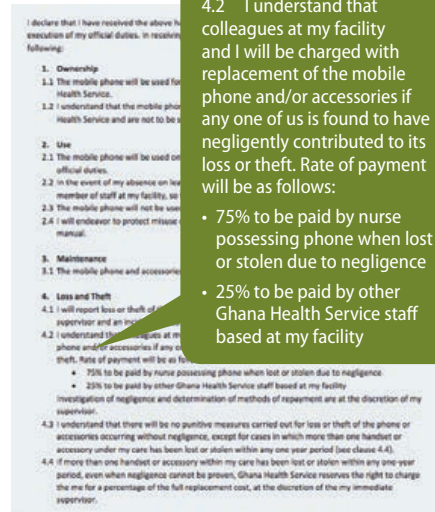 I declare that I have received the above h
execution of my official duties. In receivin
following:
1. Ownership
1.1 The mobile phone will be used for
Health Service.
1.2 I understand that the mobile phon
Health Service and are not to be s
2. Use
2.1 The mobile phone will be used on
official duties.
2.2 In the event of my absence on lea
member of staff at my facility, so
2.3 The mobile phone will not be use
2.4 I will endeavor to protect misuse
manual.
3. Maintenance
3.1 The mobile phone and accessories
4. Loss and Theft
4.1 I will report loss or theft of
supervisor and an inci
4.2 I understand that colleagues at m
phone and/or accessories if any o
theft. Rate of payment will be as fo
• 75% to be paid by nurse possessing phone when lost or stolen due to negligence
• 25% to be paid by other Ghana Health Service staff based at my facility
Investigation of negligence and determination of methods of repayment are at the discretion of my
supervisor.
4.3 I understand that there will be no punitive measures carried out for loss or theft of the phone or
accessories occurring without negligence, except for cases in which more than one handset or
accessory under my care has been lost or stolen within any one year period (see clause 4.4).
4.4 If more than one handset or accessory within my care has been lost or stolen within any one-year
period, even when negligence cannot be proven, Ghana Health Service reserves the right to charge
the me for a percentage of the full replacement cost, at the discretion of the my immediate
supervisor.
4.2 I understand that
colleagues at my facility
and I will be charged with
replacement of the mobile
phone and/or accessories if
any one of us is found to have
negligently contributed to its
loss or theft. Rate of payment
will be as follows:
• 75% to be paid by nurse
possessing phone when lost
or stolen due to negligence
• 25% to be paid by other
Ghana Health Service staff
based at my facility